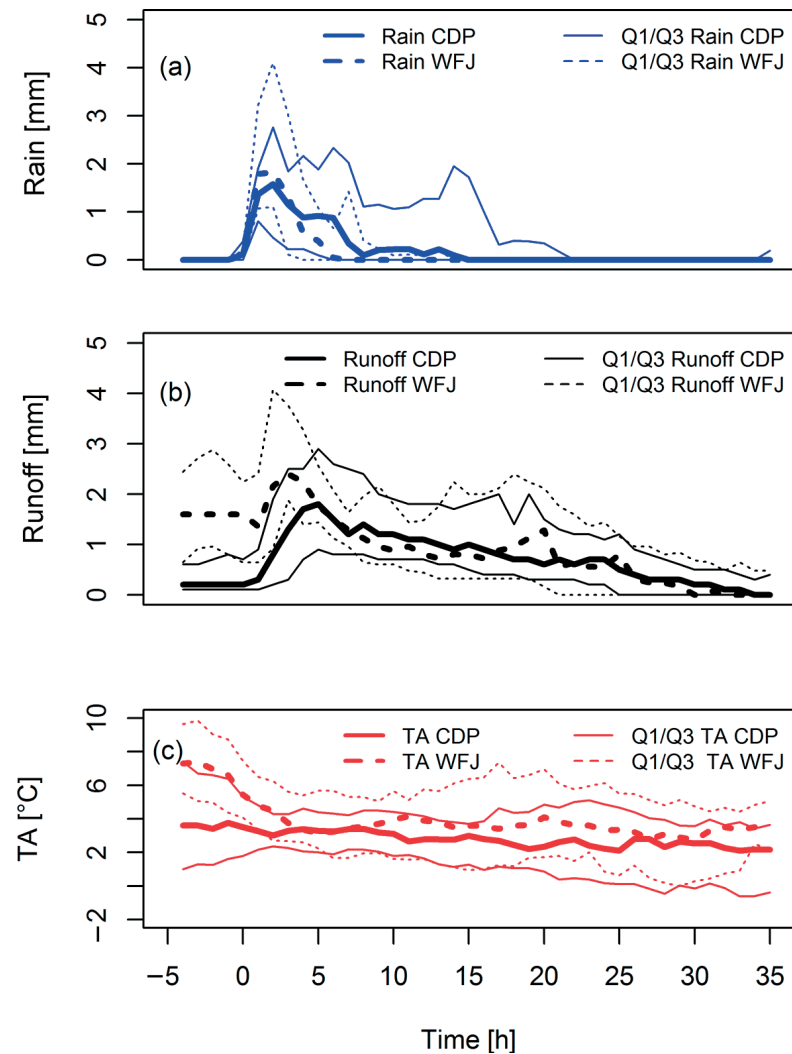 (a)
Rain CDP
Rain WFJ
Q1/Q3 Rain CDP
Q1/Q3 Rain WFJ
Rain [mm]
5
4
3
2
1
0
(b)
Runoff CDP
Runoff WFJ
Q1/Q3 Runoff CDP
Q1/Q3 Runoff WFJ
Runoff [mm]
5
4
3
2
1
0
(c)
TA CDP
TA WFJ
Q1/Q3 TA CDP
Q1/Q3 TA WFJ
TA [°C]
10
6
2
−2
−5 0 5 10 15 20 25 30 35
Time [h]